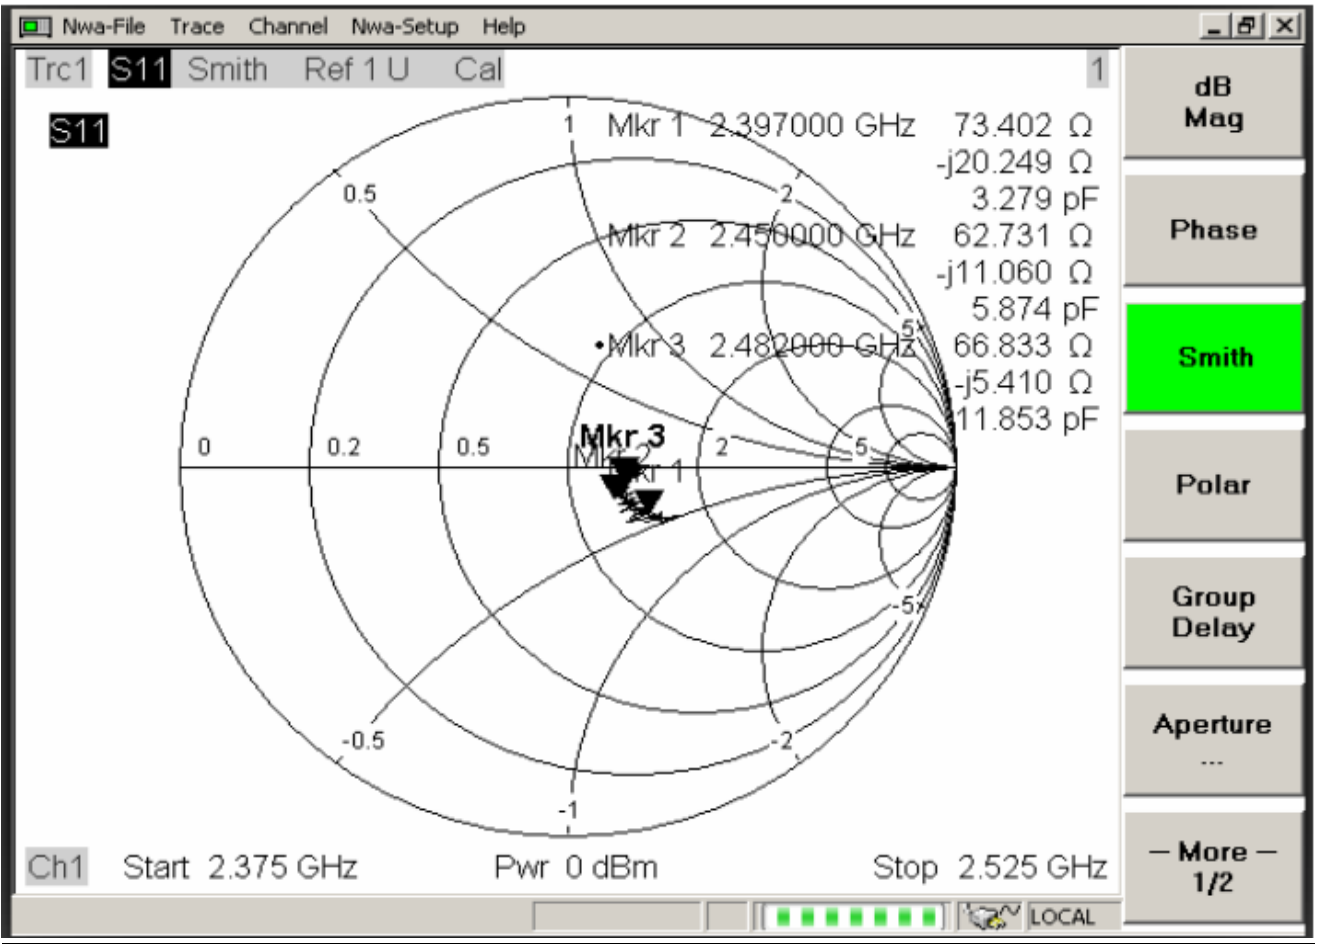 Nwa-File Trace Channel Nwa-Setup Help
Trc1 S11 Smith Ref 1 U Cal 1
S11
Mkr 1 2.397000 GHz 73.402 Ω
-j20.249 Ω
3.279 pF
Mkr 2 2.450000 GHz 62.731 Ω
-j11.060 Ω
5.874 pF
•Mkr 3 2.482000 GHz 66.833 Ω
-j5.410 Ω
11.853 pF
1
0.5
2
5
Mkr 3
Mkr 2
Mkr 1
0 0.2 0.5 2 5
-5
-0.5
-2
-1
Ch1 Start 2.375 GHz Pwr 0 dBm Stop 2.525 GHz
LOCAL
dB
Mag
Phase
Smith
Polar
Group
Delay
Aperture
...
— More —
1/2